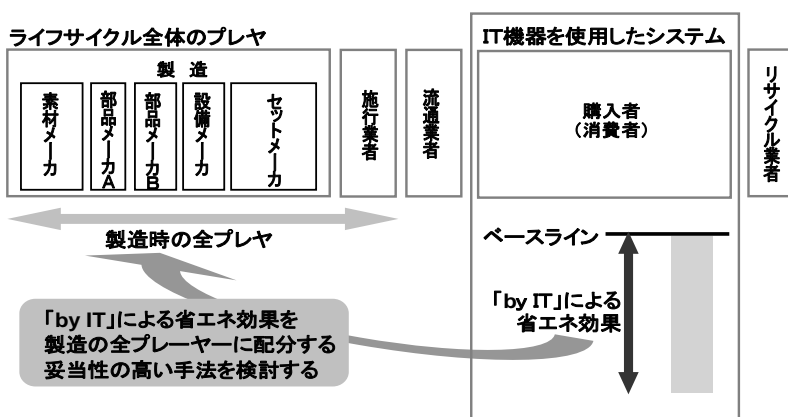 ライフサイクル全体のプレヤ
IT機器を使用したシステム
製 造
素材メーカ
部品メーカA
部品メーカB
設備メーカ
セットメーカ
施行業者
流通業者
購入者
（消費者）
リサイクル業者
製造時の全プレヤ
ベースライン
「by IT」による
省エネ効果
「by IT」による省エネ効果を
製造の全プレーヤーに配分する
妥当性の高い手法を検討する